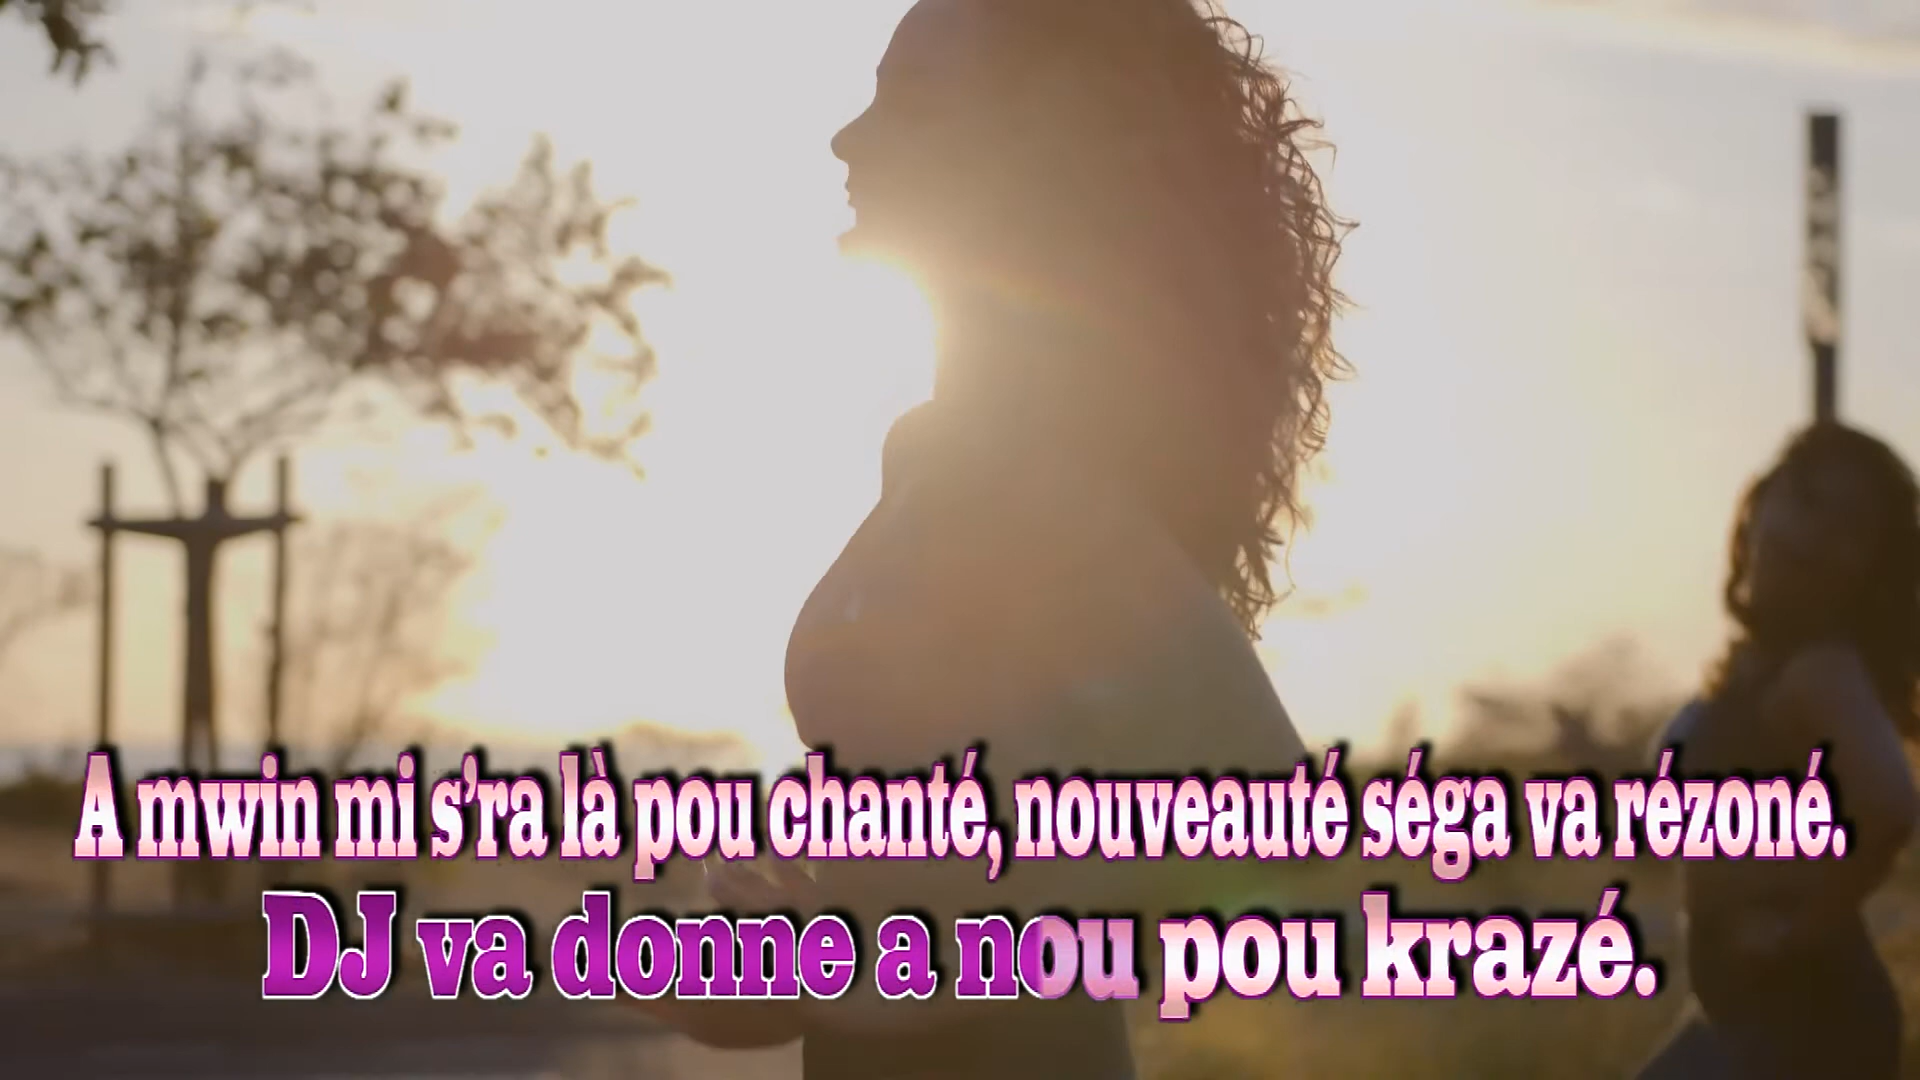 A mwin mi s’ra là pou chanté, nouveauté séga va rézoné.
DJ va donne a nou pou krazé.